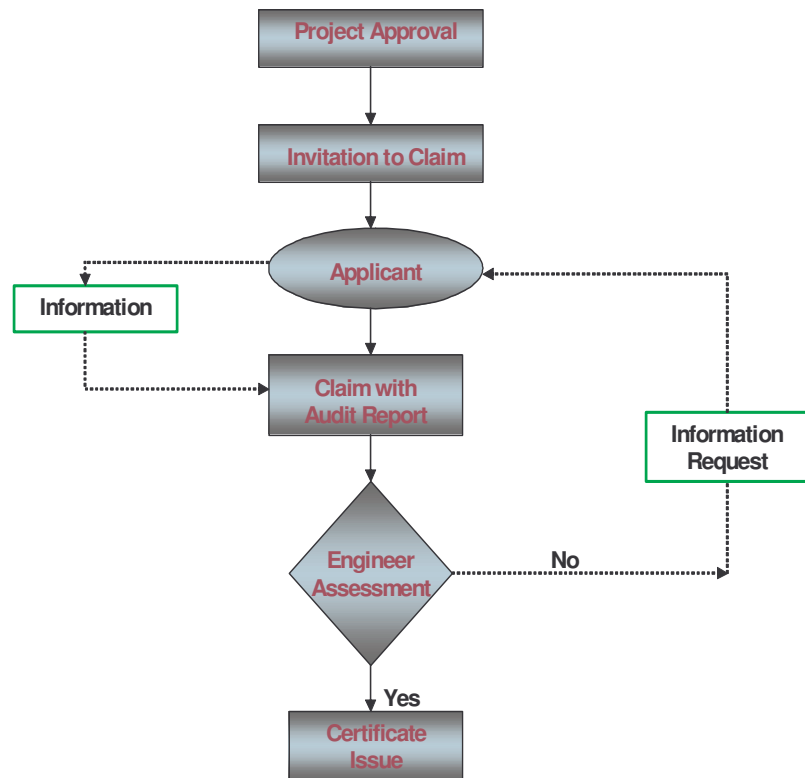 Project Approval
Invitation to Claim
Applicant
Information
Claim with
Audit Report
Information
Request
Engineer
Assessment
No
Yes
Certificate
Issue